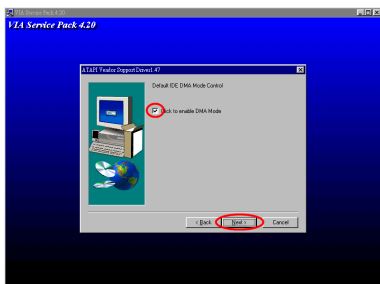 VIA Service Pack 4.20
VIA Service Pack 4.20
ATAPI Vendor Support Driver1.47
Default IDE DMA Mode Control
Click to enable DMA Mode
< Back
Next >
Cancel